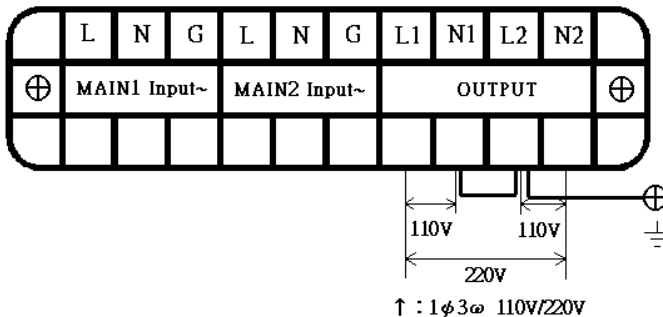 L N G L N G L1 N1 L2 N2
MAIN1 Input~ MAIN2 Input~ OUTPUT
110V 110V
220V
↑ : 1ϕ3ω 110V/220V